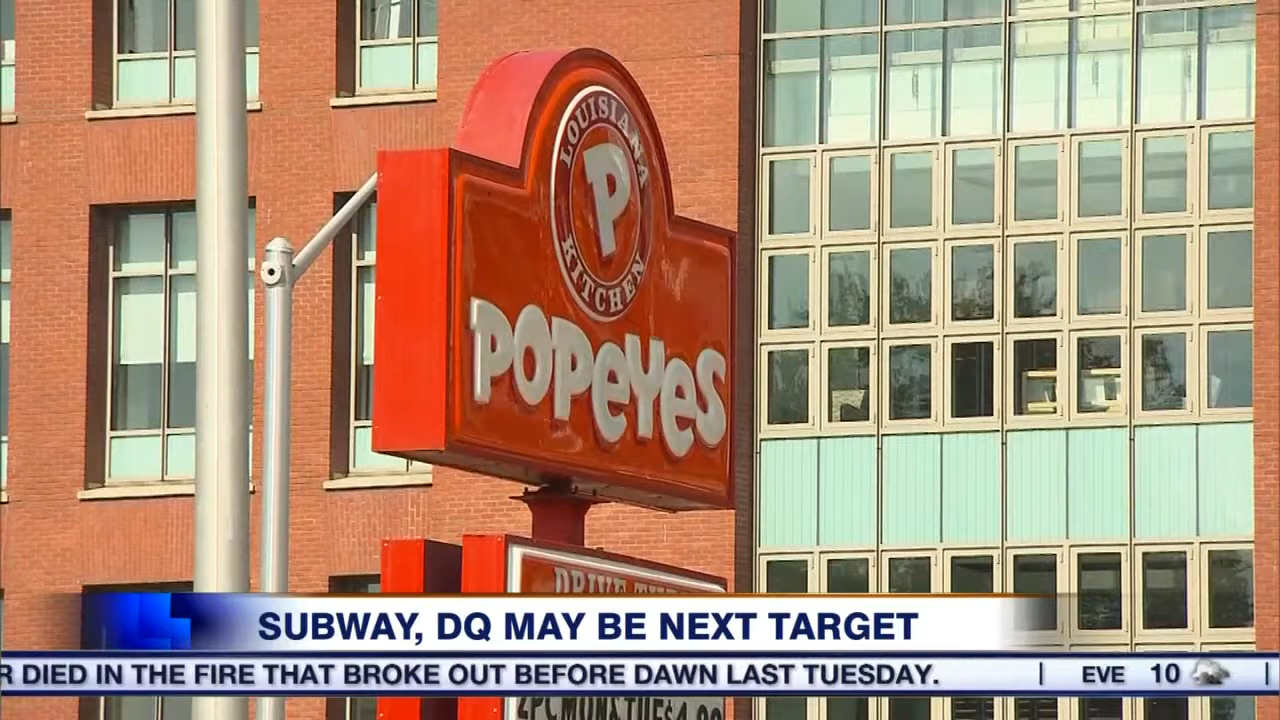 LOUISIANA
P
KITCHEN
POPEYES
SUBWAY, DQ MAY BE NEXT TARGET
R DIED IN THE FIRE THAT BROKE OUT BEFORE DAWN LAST TUESDAY. | EVE 10 |